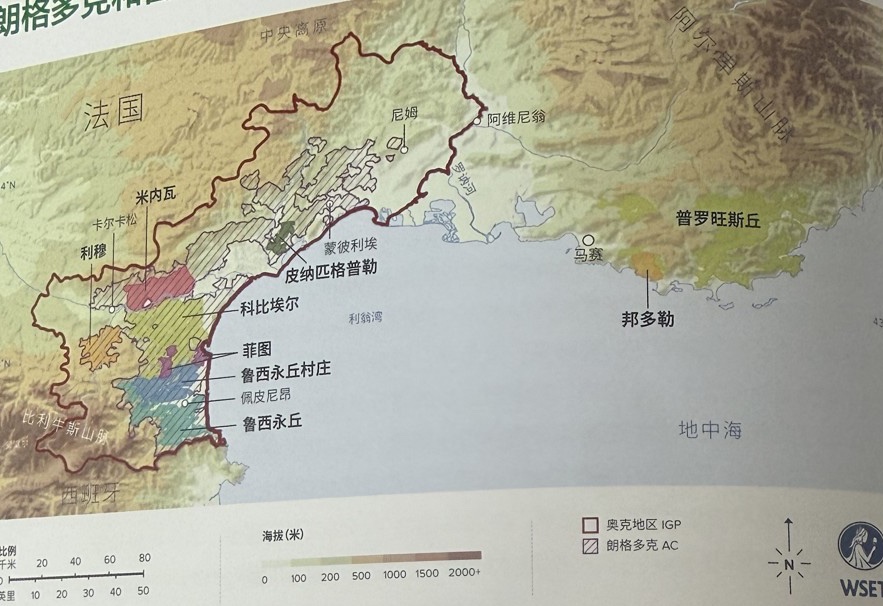 朗格多克和
中央高原
阿尔卑斯山脉
法国
尼姆
阿维尼翁
4°N
米内瓦
罗讷河
卡尔卡松
普罗旺斯丘
利穆
蒙彼利埃
马赛
皮纳匹格普勒
科比埃尔
利翁湾
邦多勒
43
°N
菲图
鲁西永丘村庄
佩皮尼昂
鲁西永丘
比利牛斯山脉
地中海
西班牙
比例
千米
20 40 60 80
0
英里
10 20 30 40 50
海拔(米)
0 100 200 500 1000 1500 2000+
奥克地区 IGP
朗格多克 AC
N
WSET